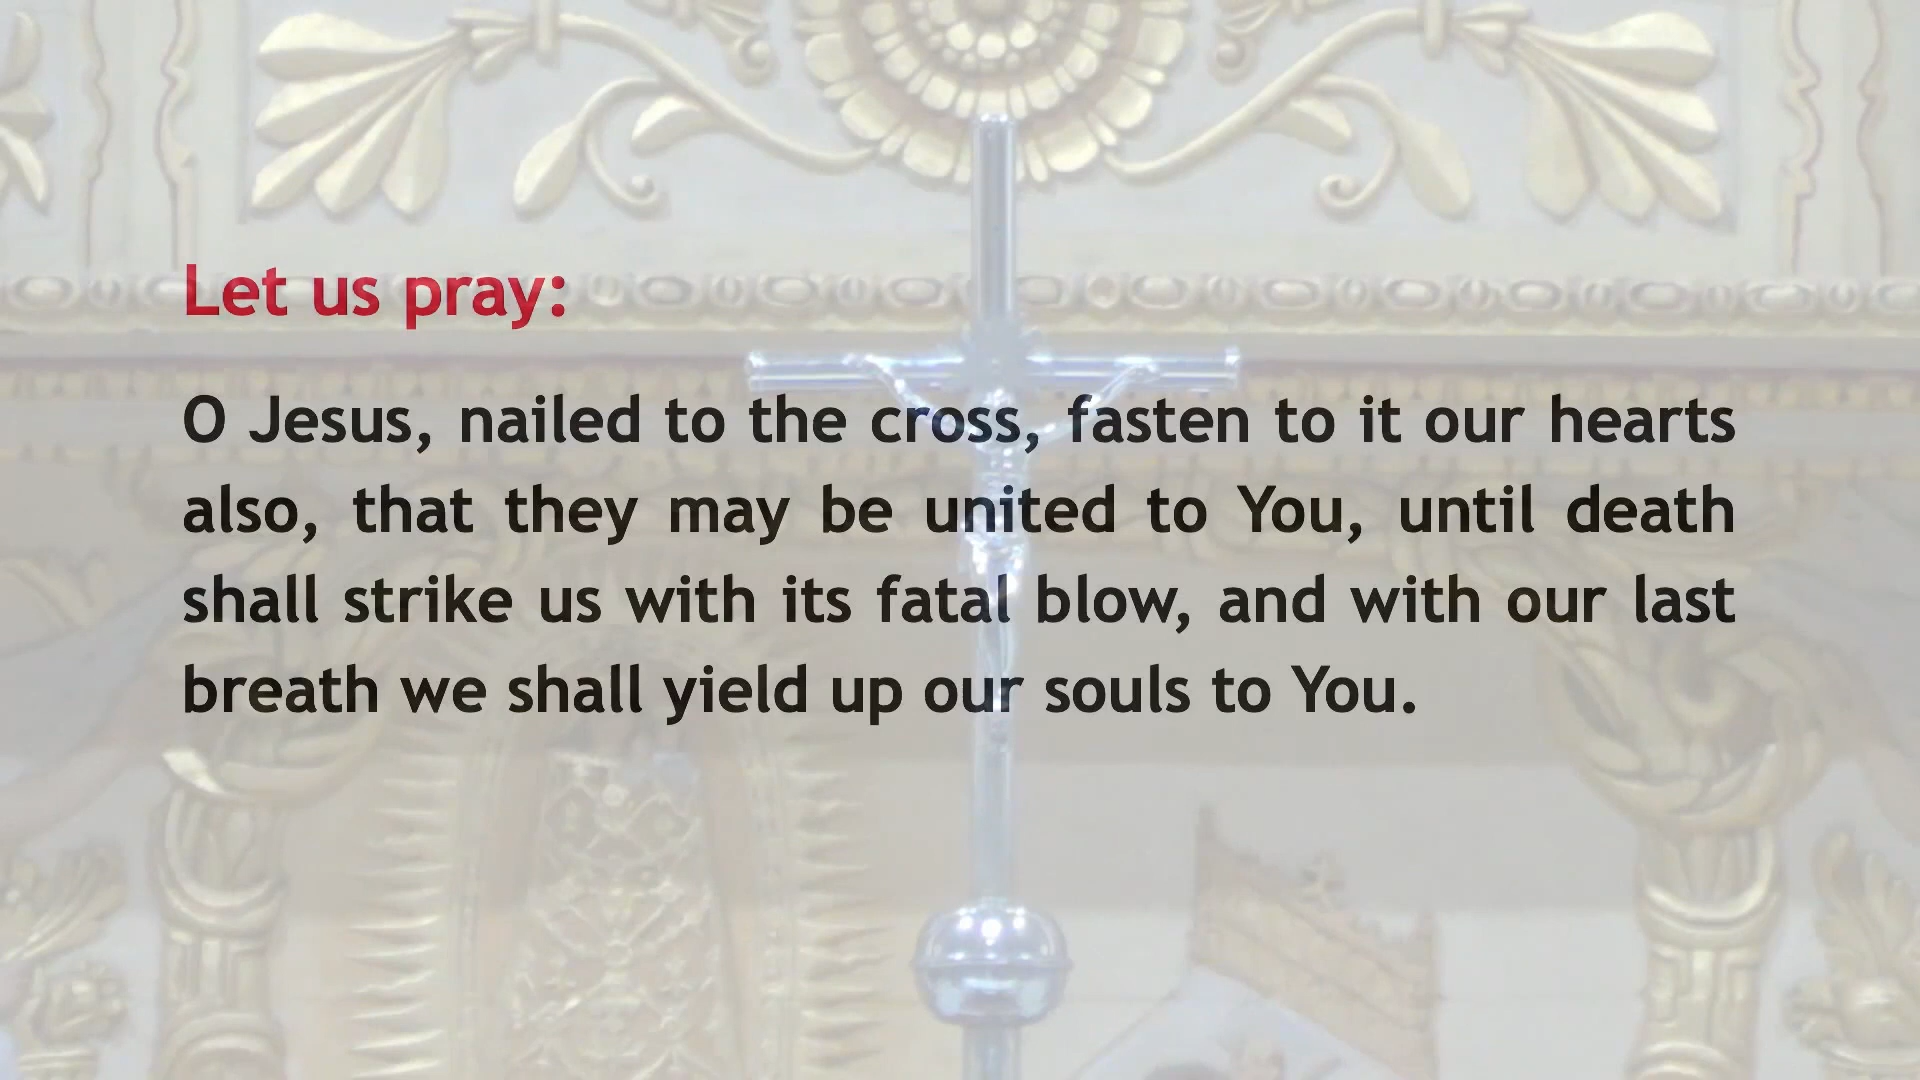 Let us pray:
O Jesus, nailed to the cross, fasten to it our hearts
also, that they may be united to You, until death
shall strike us with its fatal blow, and with our last
breath we shall yield up our souls to You.